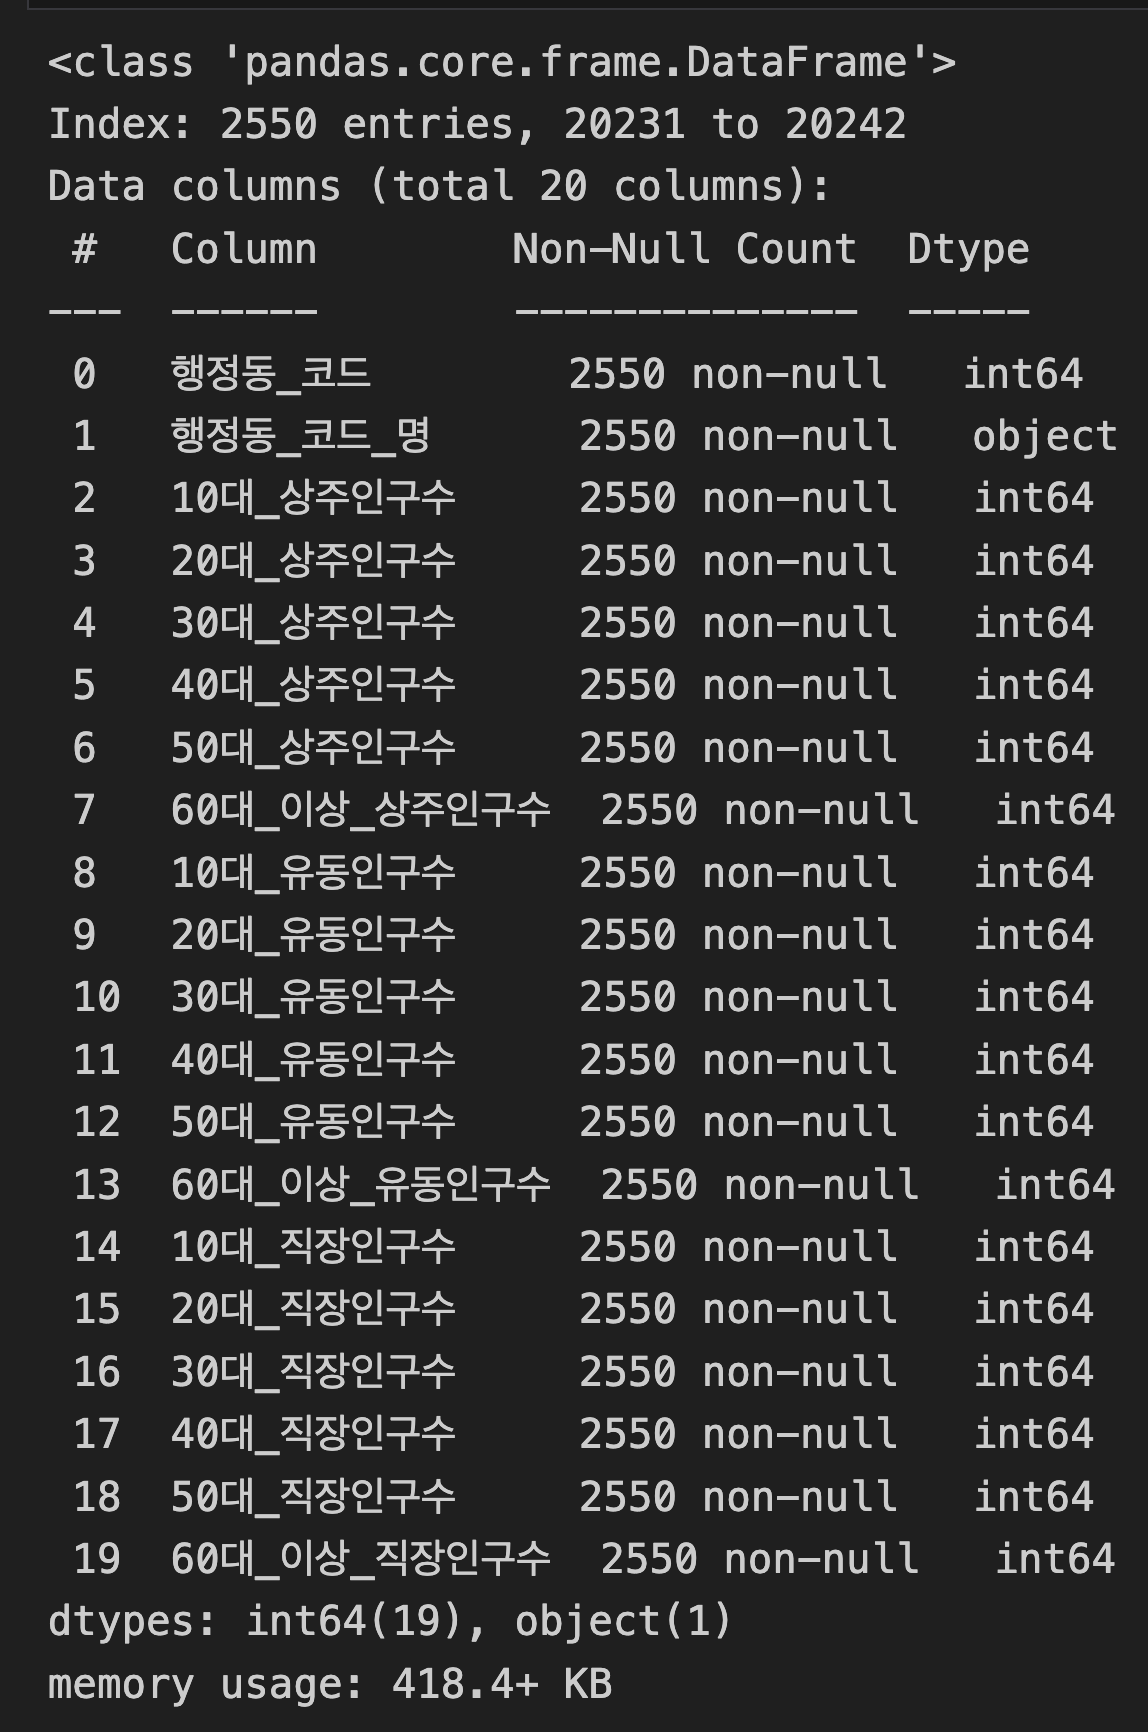 <class 'pandas.core.frame.DataFrame'>
Index: 2550 entries, 20231 to 20242
Data columns (total 20 columns):
 #   Column                Non-Null Count  Dtype
---  ------                --------------  -----
 0   행정동_코드                2550 non-null   int64
 1   행정동_코드_명              2550 non-null   object
 2   10대_상주인구수             2550 non-null   int64
 3   20대_상주인구수             2550 non-null   int64
 4   30대_상주인구수             2550 non-null   int64
 5   40대_상주인구수             2550 non-null   int64
 6   50대_상주인구수             2550 non-null   int64
 7   60대_이상_상주인구수          2550 non-null   int64
 8   10대_유동인구수             2550 non-null   int64
 9   20대_유동인구수             2550 non-null   int64
 10  30대_유동인구수             2550 non-null   int64
 11  40대_유동인구수             2550 non-null   int64
 12  50대_유동인구수             2550 non-null   int64
 13  60대_이상_유동인구수          2550 non-null   int64
 14  10대_직장인구수             2550 non-null   int64
 15  20대_직장인구수             2550 non-null   int64
 16  30대_직장인구수             2550 non-null   int64
 17  40대_직장인구수             2550 non-null   int64
 18  50대_직장인구수             2550 non-null   int64
 19  60대_이상_직장인구수          2550 non-null   int64
dtypes: int64(19), object(1)
memory usage: 418.4+ KB